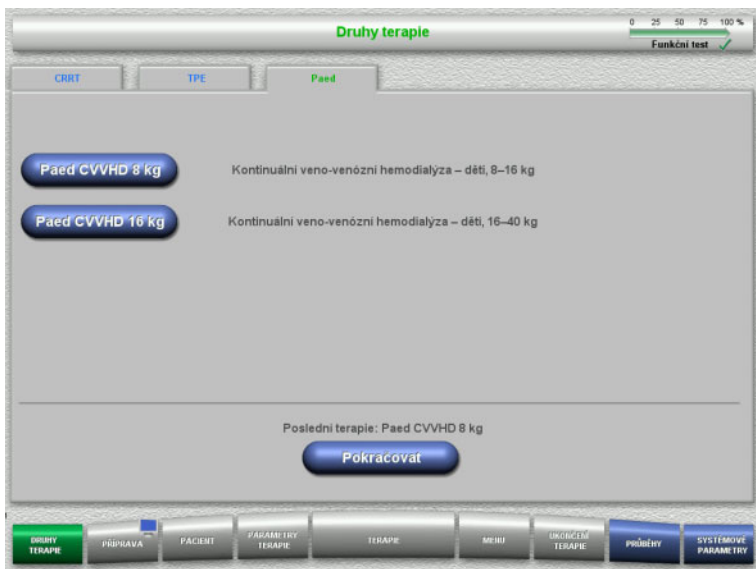 Druhy terapie
0 25 50 75 100 %
Funkční test
CRRT TPE Paed
Paed CVVHD 8 kg Kontinuální veno-venózní hemodialýza – děti, 8–16 kg
Paed CVVHD 16 kg Kontinuální veno-venózní hemodialýza – děti, 16–40 kg
Poslední terapie: Paed CVVHD 8 kg
Pokračovat
DRUHY TERAPIE
PŘÍPRAVA
PACIENT
PARAMETRY TERAPIE
TERAPIE
MENU
UKONČENÍ TERAPIE
PRŮBĚHY
SYSTÉMOVÉ PARAMETRY